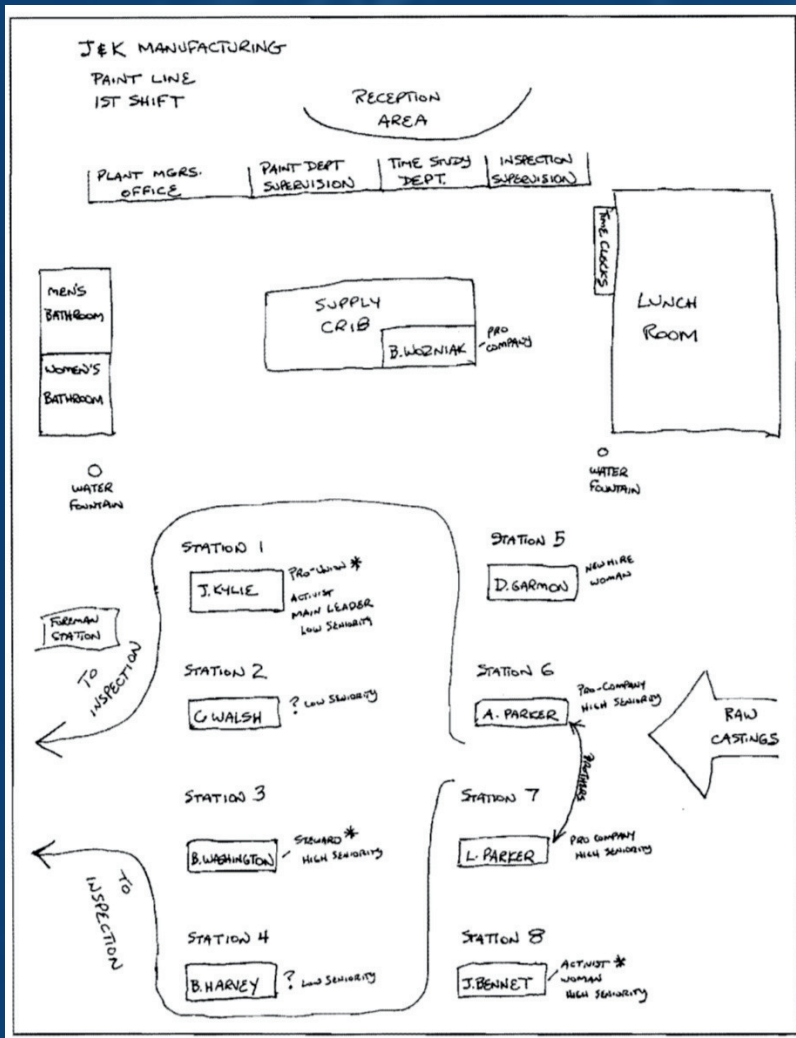 J&K MANUFACTURING
PAINT LINE
1ST SHIFT
RECEPTION
AREA
PLANT MGRS.
OFFICE
PAINT DEPT
SUPERVISION
TIME STUDY
DEPT.
INSPECTION
SUPERVISION
TIME CLOCKS
LUNCH
ROOM
MEN'S
BATHROOM
WOMEN'S
BATHROOM
SUPPLY
CRIB
B. WOZNIAK
PRO
COMPANY
WATER
FOUNTAIN
WATER
FOUNTAIN
STATION 1
J. KYLIE
PRO-UNION *
ACTIVIST
MAIN LEADER
LOW SENIORITY
STATION 5
D. GARMON
NEW HIRE
WOMAN
FOREMAN
STATION
TO
INSPECTION
STATION 2
C WALSH
? LOW SENIORITY
STATION 6
A. PARKER
PRO-COMPANY
HIGH SENIORITY
RAW
CASTINGS
BROTHERS
STATION 3
B. WASHINGTON
STEWARD *
HIGH SENIORITY
STATION 7
L. PARKER
PRO COMPANY
HIGH SENIORITY
TO
INSPECTION
STATION 4
B. HARVEY
? LOW SENIORITY
STATION 8
J. BENNET
ACTIVIST *
WOMAN
HIGH SENIORITY